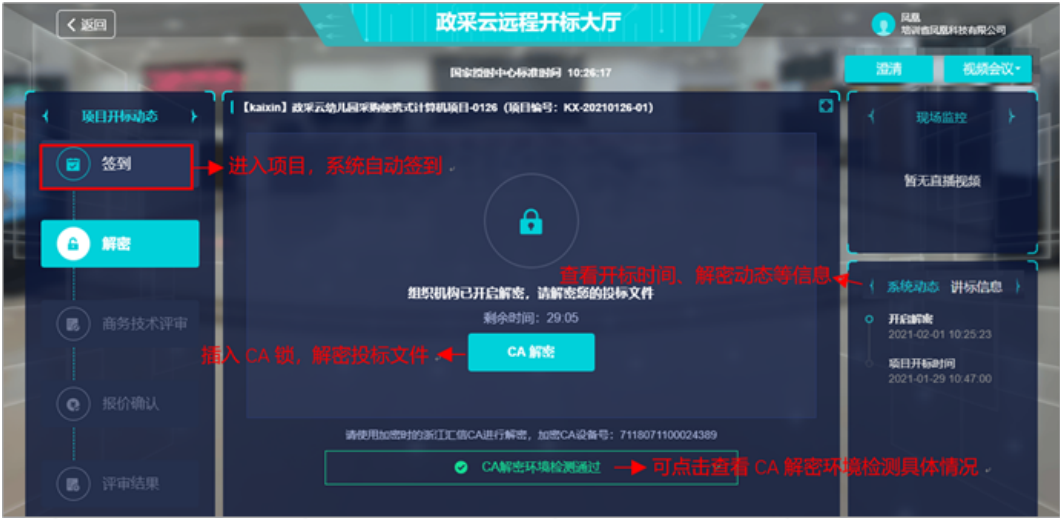 返回
政采云远程开标大厅
凤凰
培训省凤凰科技有限公司
国家授时中心标准时间 10:26:17
澄清
视频会议
项目开标动态
【kaixin】政采云幼儿园采购便携式计算机项目-0126（项目编号：KX-20210126-01）
现场监控
签到
进入项目，系统自动签到
暂无直播视频
解密
查看开标时间、解密动态等信息
组织机构已开启解密，请解密您的投标文件
系统动态 讲标信息
剩余时间：29:05
开启解密
2021-02-01 10:25:23
商务技术评审
插入 CA 锁，解密投标文件
CA 解密
项目开标时间
2021-01-29 10:47:00
报价确认
请使用加密时的浙江汇信CA进行解密，加密CA设备号：7118071100024389
CA解密环境检测通过
可点击查看 CA 解密环境检测具体情况
评审结果